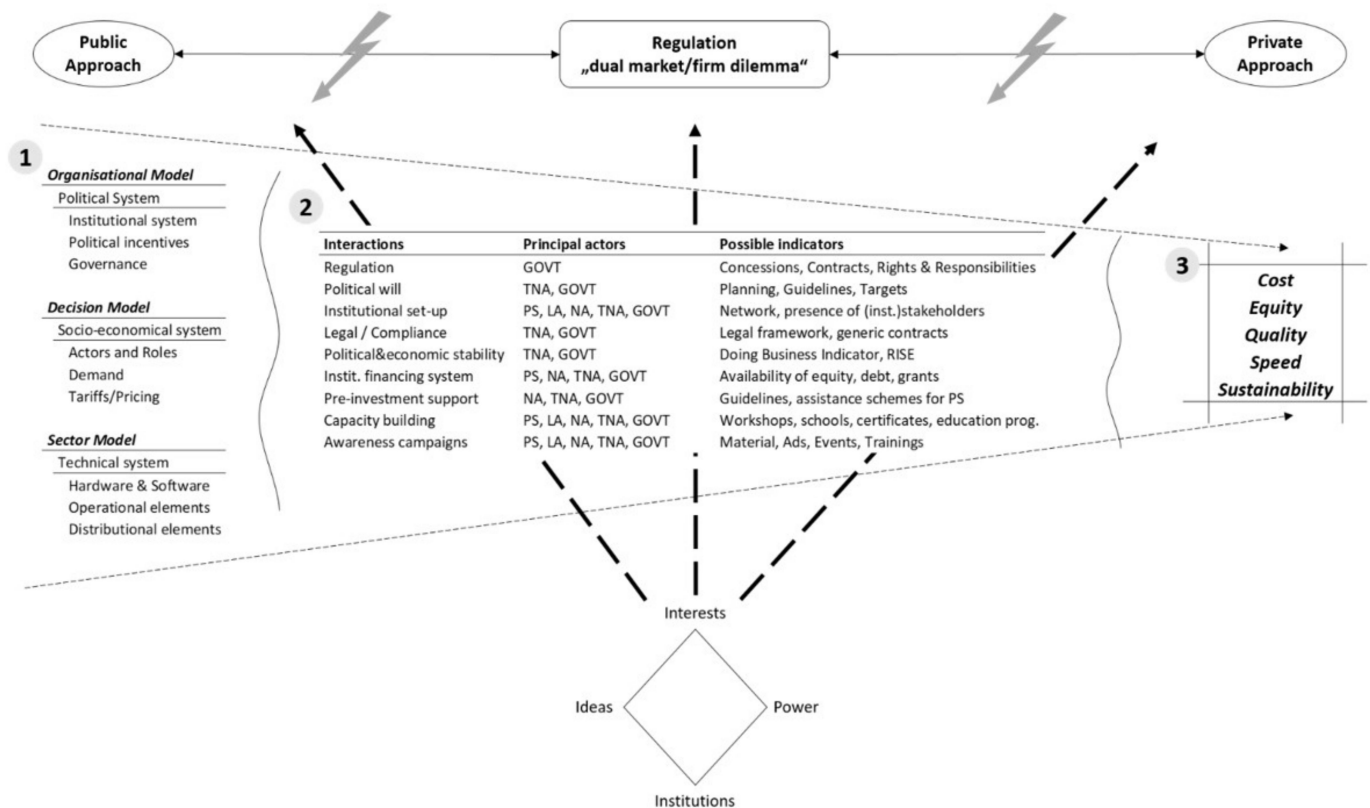 Public
Approach
Regulation
„dual market/firm dilemma“
Private
Approach
1
Organisational Model
Political System
Institutional system
Political incentives
Governance
Decision Model
Socio-economical system
Actors and Roles
Demand
Tariffs/Pricing
Sector Model
Technical system
Hardware & Software
Operational elements
Distributional elements
2
Interactions Principal actors Possible indicators
Regulation GOVT Concessions, Contracts, Rights & Responsibilities
Political will TNA, GOVT Planning, Guidelines, Targets
Institutional set-up PS, LA, NA, TNA, GOVT Network, presence of (inst.)stakeholders
Legal / Compliance TNA, GOVT Legal framework, generic contracts
Political&economic stability TNA, GOVT Doing Business Indicator, RISE
Instit. financing system PS, NA, TNA, GOVT Availability of equity, debt, grants
Pre-investment support NA, TNA, GOVT Guidelines, assistance schemes for PS
Capacity building PS, LA, NA, TNA, GOVT Workshops, schools, certificates, education prog.
Awareness campaigns PS, LA, NA, TNA, GOVT Material, Ads, Events, Trainings
3
Cost
Equity
Quality
Speed
Sustainability
Interests
Ideas Power
Institutions